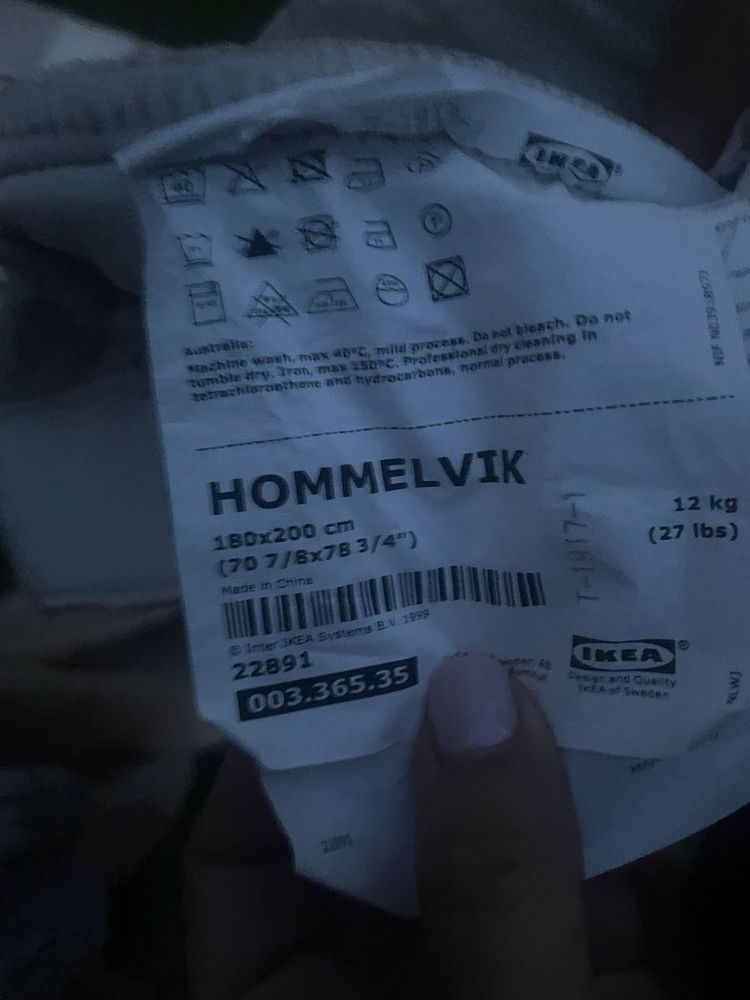 IKEA
Australia:
Machine wash, max 40°C, mild process. Do not bleach. Do not
tumble dry. Iron, max 150°C. Professional dry cleaning in
tetrachloroethene and hydrocarbons, normal process.
HOMMELVIK
180x200 cm
(70 7/8x78 3/4")
12 kg
(27 lbs)
T-1817-1
Made in China
© Inter IKEA Systems B.V. 1999
22891
003.365.35
IKEA®
Design and Quality
IKEA of Sweden
22891